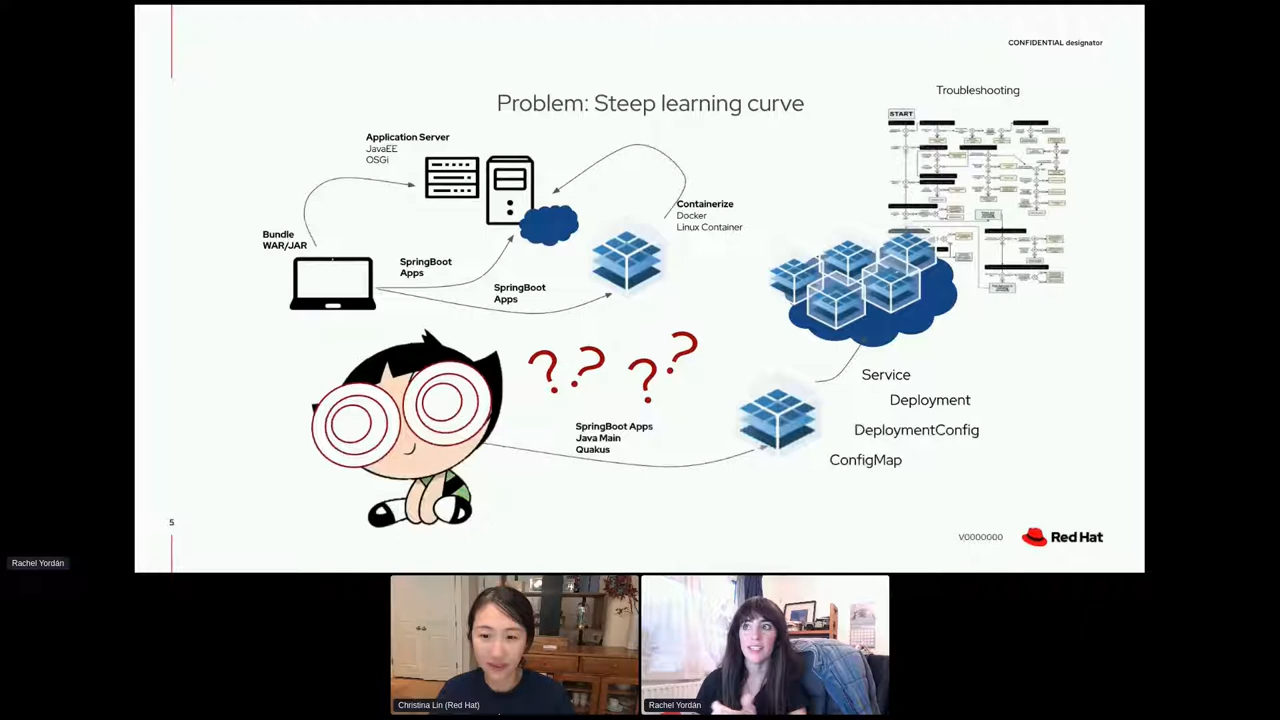 CONFIDENTIAL designator
Problem: Steep learning curve
Troubleshooting
START
Application Server
JavaEE
OSGi
Containerize
Docker
Linux Container
Bundle
WAR/JAR
SpringBoot
Apps
SpringBoot
Apps
?? ??
Service
Deployment
DeploymentConfig
ConfigMap
SpringBoot Apps
Java Main
Quakus
5
V0000000
Red Hat
Rachel Yordán
Christina Lin (Red Hat)
Rachel Yordán